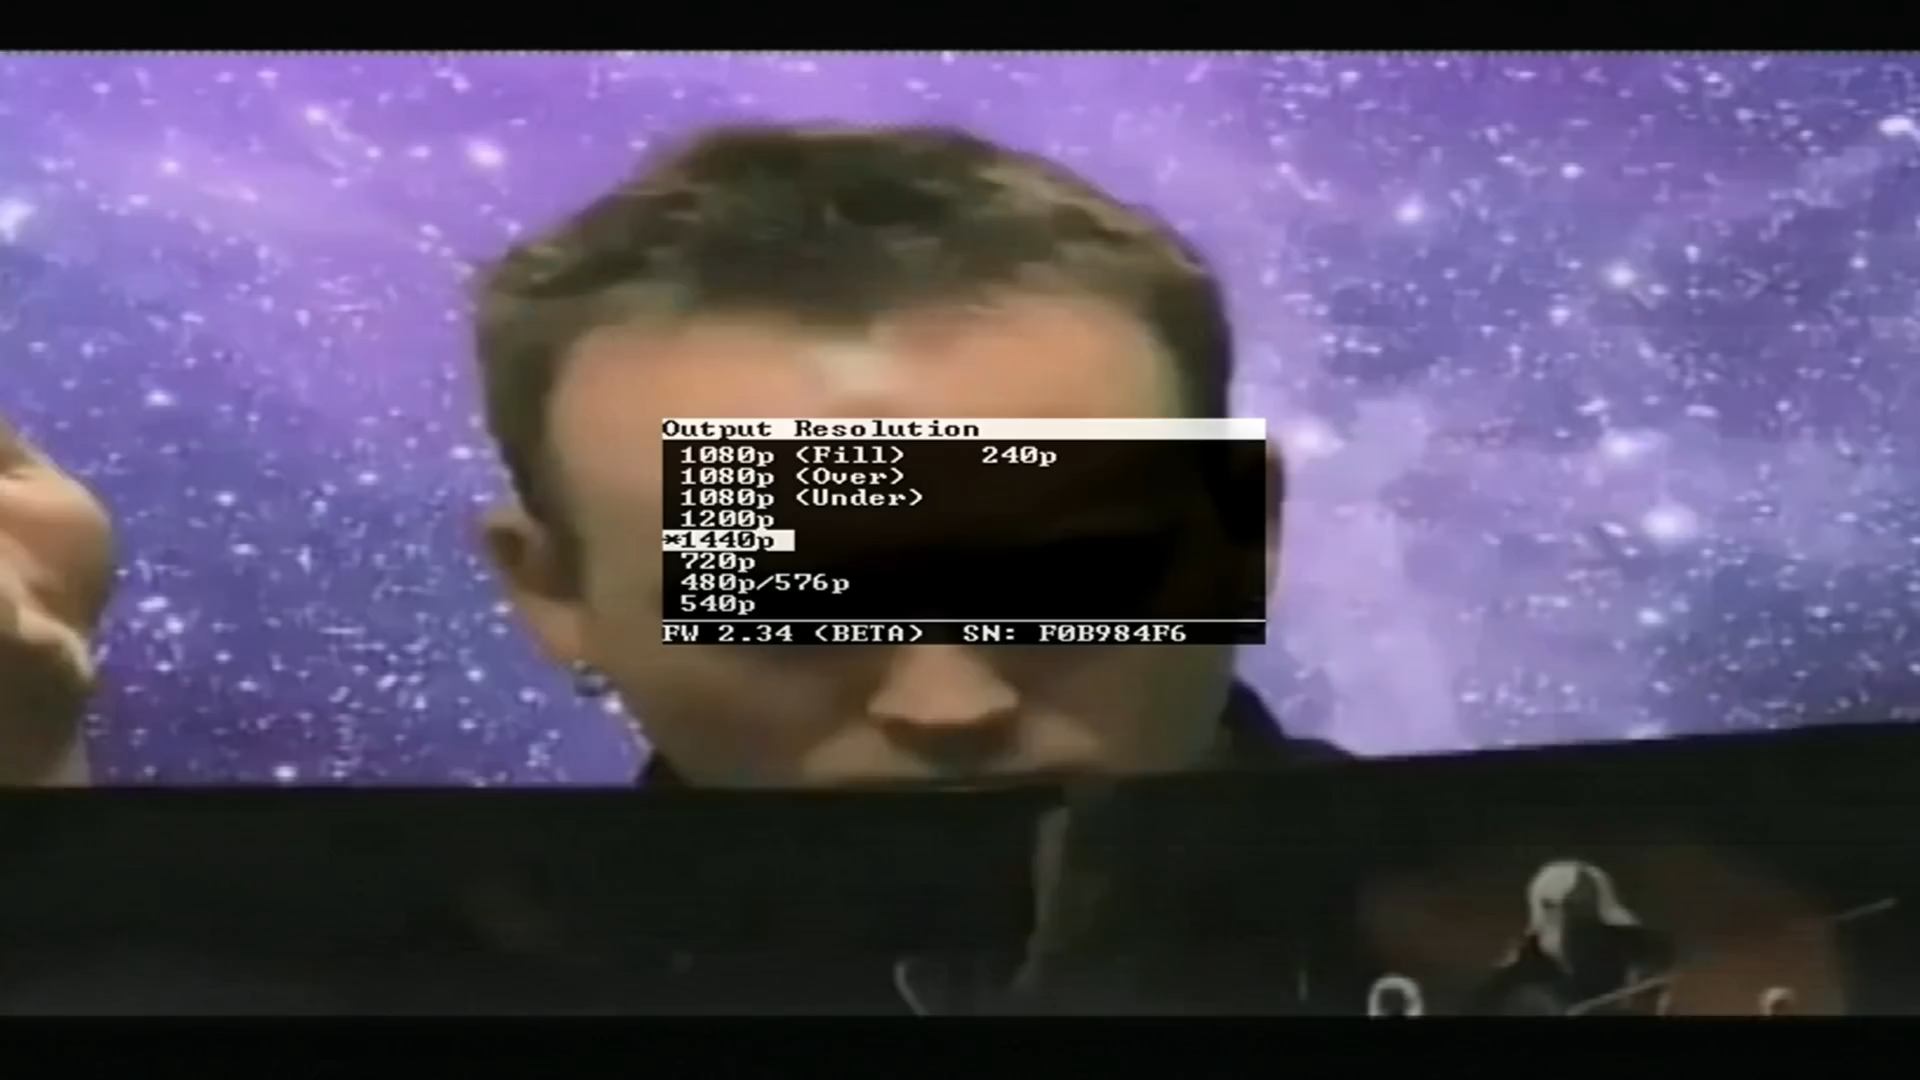 Output Resolution
1080p (Fill) 240p
1080p (Over)
1080p (Under)
1200p
*1440p
720p
480p/576p
540p
FW 2.34 (BETA) SN: F0B984F6